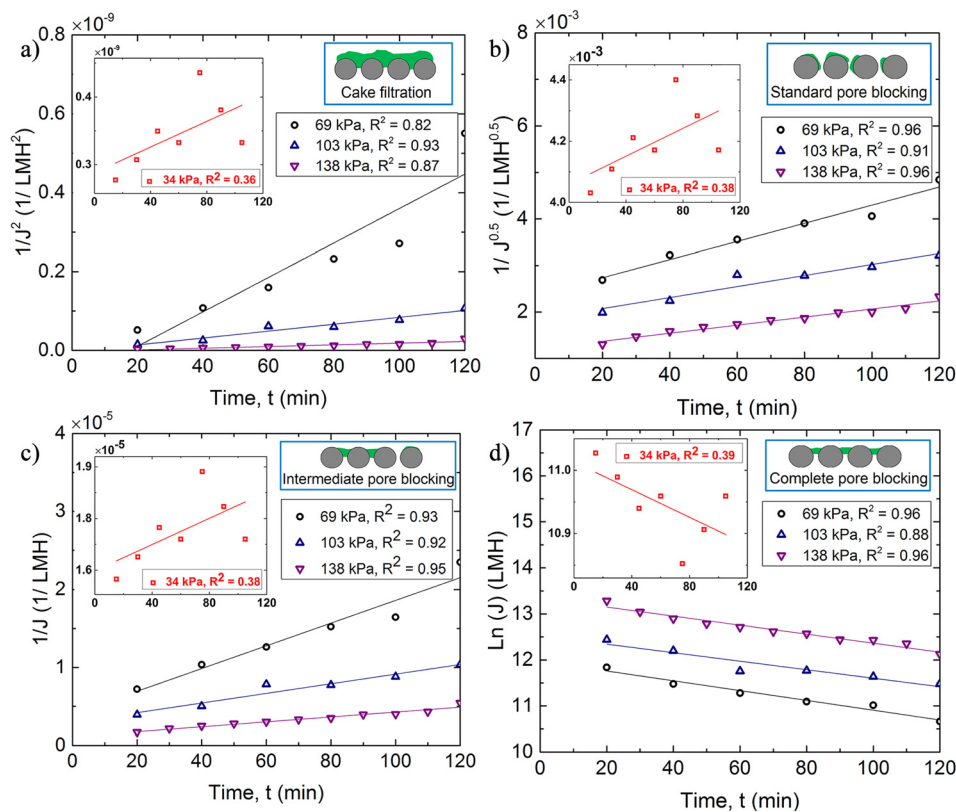 a)
×10⁻⁹
0.8
0.6
0.4
0.2
0.0
1/J² (1/ LMH²)
0 20 40 60 80 100 120
Time, t (min)
×10⁻⁹
0.4
0.3
0 40 80 120
34 kPa, R² = 0.36
Cake filtration
69 kPa, R² = 0.82
103 kPa, R² = 0.93
138 kPa, R² = 0.87
b)
×10⁻³
8
6
4
2
1/ J⁰·⁵ (1/ LMH⁰·⁵)
0 20 40 60 80 100 120
Time, t (min)
×10⁻³
4.4
4.2
4.0
0 40 80 120
34 kPa, R² = 0.38
Standard pore blocking
69 kPa, R² = 0.96
103 kPa, R² = 0.91
138 kPa, R² = 0.96
c)
×10⁻⁵
4
3
2
1
0
1/J (1/ LMH)
0 20 40 60 80 100 120
Time, t (min)
×10⁻⁵
1.9
1.8
1.6
0 40 80 120
34 kPa, R² = 0.38
Intermediate pore blocking
69 kPa, R² = 0.93
103 kPa, R² = 0.92
138 kPa, R² = 0.95
d)
17
16
15
14
13
12
11
10
Ln (J) (LMH)
0 20 40 60 80 100 120
Time, t (min)
11.0
10.9
0 40 80 120
34 kPa, R² = 0.39
Complete pore blocking
69 kPa, R² = 0.96
103 kPa, R² = 0.88
138 kPa, R² = 0.96